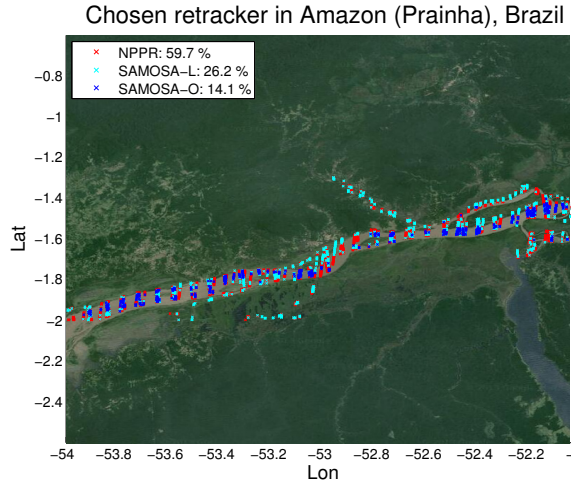 Chosen retracker in Amazon (Prainha), Brazil
NPPR: 59.7 %
SAMOSA-L: 26.2 %
SAMOSA-O: 14.1 %
−0.8
−1
−1.2
−1.4
−1.6
−1.8
−2
−2.2
−2.4
Lat
−54 −53.8 −53.6 −53.4 −53.2 −53 −52.8 −52.6 −52.4 −52.2
Lon